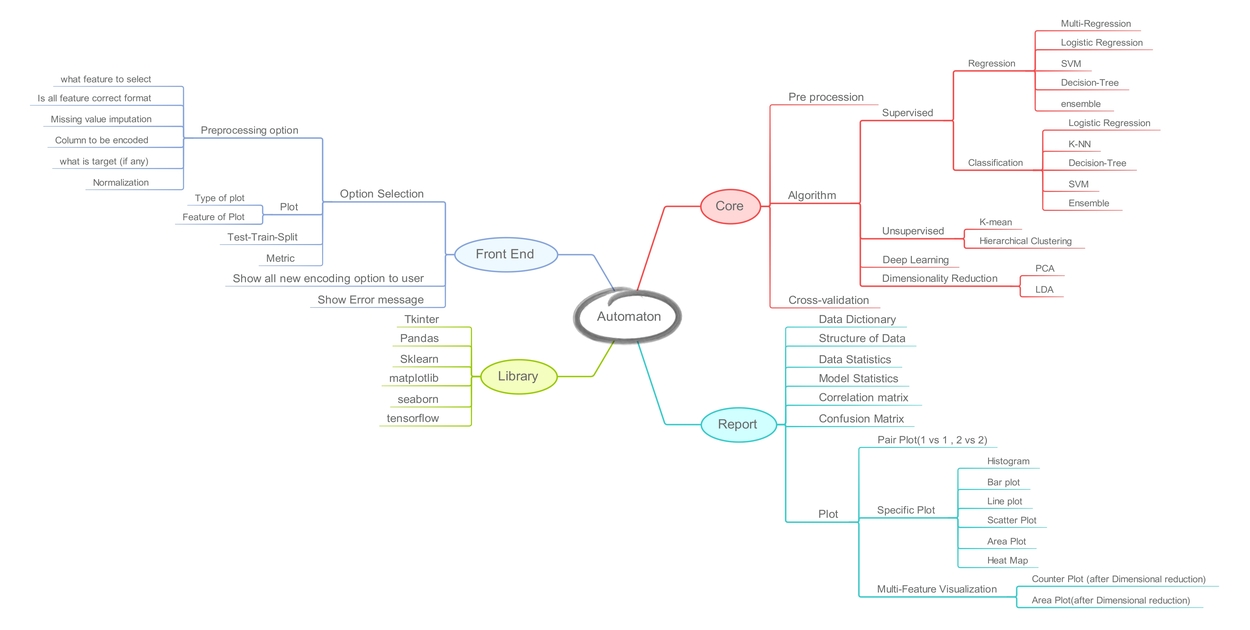 Automaton
Core
Pre procession
Algorithm
Supervised
Regression
Multi-Regression
Logistic Regression
SVM
Decision-Tree
ensemble
Classification
Logistic Regression
K-NN
Decision-Tree
SVM
Ensemble
Unsupervised
K-mean
Hierarchical Clustering
Deep Learning
Dimensionality Reduction
PCA
LDA
Cross-validation
Report
Data Dictionary
Structure of Data
Data Statistics
Model Statistics
Correlation matrix
Confusion Matrix
Plot
Pair Plot(1 vs 1 , 2 vs 2)
Specific Plot
Histogram
Bar plot
Line plot
Scatter Plot
Area Plot
Heat Map
Multi-Feature Visualization
Counter Plot (after Dimensional reduction)
Area Plot(after Dimensional reduction)
Front End
Option Selection
Preprocessing option
what feature to select
Is all feature correct format
Missing value imputation
Column to be encoded
what is target (if any)
Normalization
Plot
Type of plot
Feature of Plot
Test-Train-Split
Metric
Show all new encoding option to user
Show Error message
Library
Tkinter
Pandas
Sklearn
matplotlib
seaborn
tensorflow